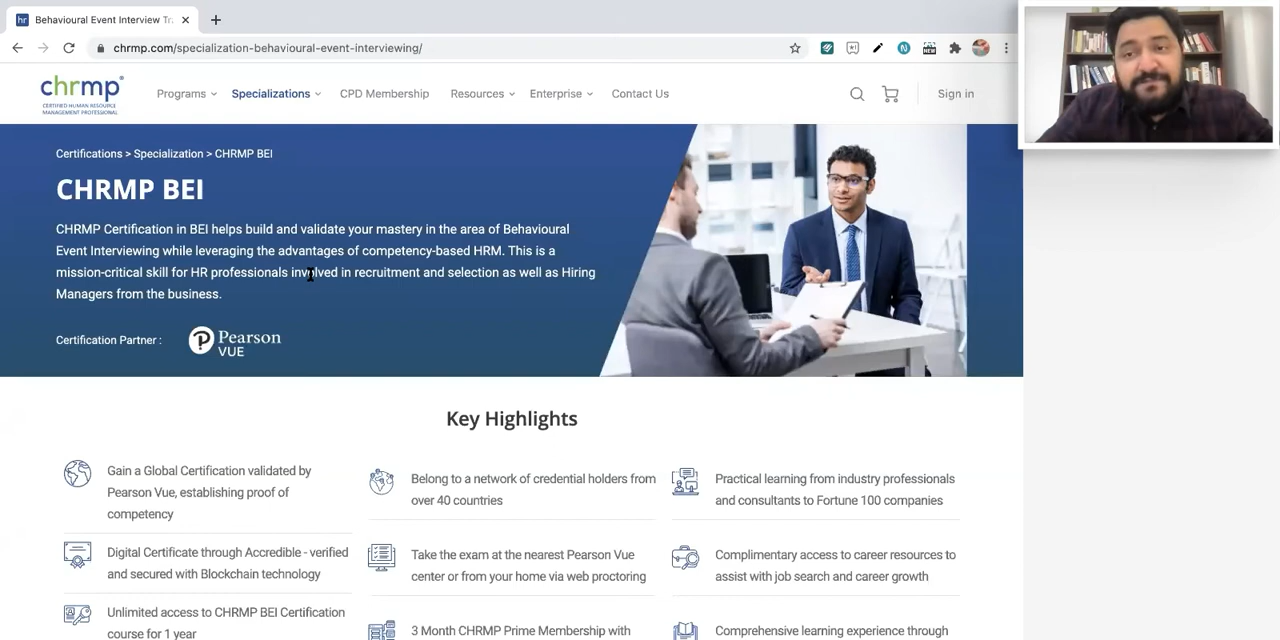 hr Behavioural Event Interview Tr
chrmp.com/specialization-behavioural-event-interviewing/
NEW
chrmp
CERTIFIED HUMAN RESOURCE
MANAGEMENT PROFESSIONAL
Programs Specializations CPD Membership Resources Enterprise Contact Us Sign in
Certifications > Specialization > CHRMP BEI
CHRMP BEI
CHRMP Certification in BEI helps build and validate your mastery in the area of Behavioural
Event Interviewing while leveraging the advantages of competency-based HRM. This is a
mission-critical skill for HR professionals involved in recruitment and selection as well as Hiring
Managers from the business.
Certification Partner :
Pearson
VUE
Key Highlights
Gain a Global Certification validated by
Pearson Vue, establishing proof of
competency
Belong to a network of credential holders from
over 40 countries
Practical learning from industry professionals
and consultants to Fortune 100 companies
Digital Certificate through Accredible - verified
and secured with Blockchain technology
Take the exam at the nearest Pearson Vue
center or from your home via web proctoring
Complimentary access to career resources to
assist with job search and career growth
Unlimited access to CHRMP BEI Certification
course for 1 year
3 Month CHRMP Prime Membership with
Comprehensive learning experience through